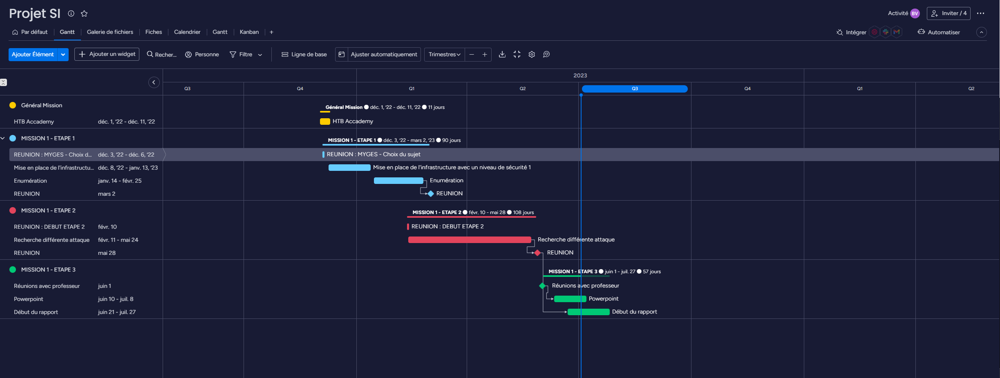 Projet SI
Activité BV Inviter / 4
Par défaut Gantt Galerie de fichiers Fiches Calendrier Gantt Kanban +
Intégrer Automatiser
Ajouter Élément Ajouter un widget Recher... Personne Filtre Ligne de base Ajuster automatiquement Trimestres − +
2023
Q3 Q4 Q1 Q2 Q3 Q4 Q1 Q2
Général Mission
Général Mission ● déc. 1, '22 - déc. 11, '22 ● 11 jours
HTB Accademy déc. 1, '22 - déc. 11, '22 HTB Accademy
MISSION 1 - ETAPE 1
MISSION 1 - ETAPE 1 ● déc. 3, '22 - mars 2, '23 ● 90 jours
REUNION : MYGES - Choix d... déc. 3, '22 - déc. 6, '22 REUNION : MYGES - Choix du sujet
Mise en place de l'infrastructu... déc. 8, '22 - janv. 13, '23 Mise en place de l'infrastructure avec un niveau de sécurité 1
Enumération janv. 14 - févr. 25 Enumération
REUNION mars 2 REUNION
MISSION 1 - ETAPE 2
MISSION 1 - ETAPE 2 ● févr. 10 - mai 28 ● 108 jours
REUNION : DEBUT ETAPE 2 févr. 10 REUNION : DEBUT ETAPE 2
Recherche différente attaque févr. 11 - mai 24 Recherche différente attaque
REUNION mai 28 REUNION
MISSION 1 - ETAPE 3
MISSION 1 - ETAPE 3 ● juin 1 - juil. 27 ● 57 jours
Réunions avec professeur juin 1 Réunions avec professeur
Powerpoint juin 10 - juil. 8 Powerpoint
Début du rapport juin 21 - juil. 27 Début du rapport